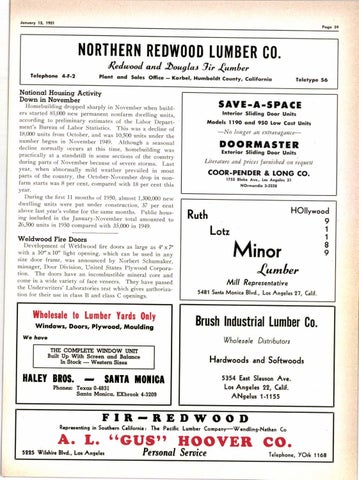 January 15, 1951
Page 59
NORTHERN REDWOOD LUMBER CO.
Redwood and Douglas Fir Lumber
Telephone 4-F-2
Plant and Sales Office — Korbel, Humboldt County, California
Teletype 56
National Housing Activity
Down in November
Homebuilding dropped sharply in November when build-
ers started 85,000 new permanent nonfarm dwelling units,
according to preliminary estimates of the Labor Depart-
ment's Bureau of Labor Statistics. This was a decline of
18,000 units from October, and was 10,500 units under the
number begun in November 1949. Although a seasonal
decline normally occurs at this time, homebuilding was
practically at a standstill in some sections of the country
during parts of November because of severe storms. Last
year, when abnormally mild weather prevailed in most
parts of the country, the October-November drop in non-
farm starts was 8 per cent, compared with 18 per cent this
year.
During the first 11 months of 1950, almost 1,300,000 new
dwelling units were put under construction, 37 per cent
above last year's volume for the same months. Public hous-
ing included in the January-November total amounted to
26,500 units in 1950 compared with 35,000 in 1949.
Weldwood Fire Doors
Development of Weldwood fire doors as large as 4' x 7'
with a 10" x 10" light opening, which can be used in any
size door frame, was announced by Norbert Schumaker,
manager, Door Division, United States Plywood Corpora-
tion. The doors have an incombustible mineral core and
come in a wide variety of face veneers. They have passed
the Underwriters' Laboratories test which gives authoriza-
tion for their use in class B and class C openings.
SAVE-A-SPACE
Interior Sliding Door Units
Models 1190 and 950 Low Cost Units
—No longer an extravagance—
DOORMASTER
Exterior Sliding Door Units
Literature and prices furnished on request
COOR-PENDER & LONG CO.
1752 Blake Ave., Los Angeles 31
NOrmandie 3-3258
Ruth
HOllywood
9
1
1
8
9
Lotz
Minor
Lumber
Mill Representative
5481 Santa Monica Blvd., Los Angeles 27, Calif.
Wholesale to Lumber Yards Only
Windows, Doors, Plywood, Moulding
We have
THE COMPLETE WINDOW UNIT
Built Up With Screen and Balance
In Stock — Western Sizes
HALEY BROS. — SANTA MONICA
Phones: Texas 0-4831
Santa Monica, EXbrook 4-3209
Brush Industrial Lumber Co.
Wholesale Distributors
Hardwoods and Softwoods
5354 East Slauson Ave.
Los Angeles 22, Calif.
ANgelus 1-1155
FIR—REDWOOD
Representing in Southern California: The Pacific Lumber Company—Wendling-Nathan Co
A. L. "GUS" HOOVER CO.
5225 Wilshire Blvd., Los Angeles
Personal Service
Telephone, YOrk 1168